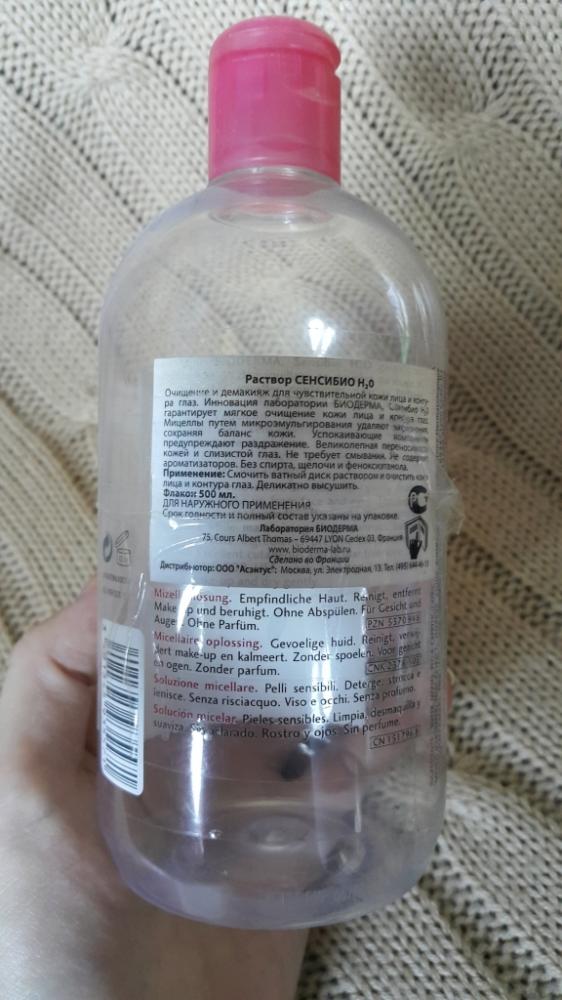 Раствор СЕНСИБИО H₂O
Очищение и демакияж для чувствительной кожи лица и конту-
ра глаз. Инновация лаборатории БИОДЕРМА, Сенсибио H₂O
гарантирует мягкое очищение кожи лица и контура глаз.
Мицеллы путем микроэмульгирования удаляют загрязнения,
сохраняя баланс кожи. Успокаивающие компоненты
предупреждают раздражение. Великолепная переносимость
кожей и слизистой глаз. Не требует смывания. Не содержит
ароматизаторов. Без спирта, щелочи и феноксиэтанола.
Применение: Смочить ватный диск раствором и очистить кожу
лица и контура глаз. Деликатно высушить.
Флакон 500 мл.
ДЛЯ НАРУЖНОГО ПРИМЕНЕНИЯ
Срок годности и полный состав указаны на упаковке.
Лаборатория БИОДЕРМА
75, Cours Albert Thomas – 69447 LYON Cedex 03, Франция
www.bioderma-lab.ru
Сделано во Франции
Дистрибьютор: ООО "Асактус": Москва, ул. Электродная, 13. Тел: (495)
Mizellenlösung. Empfindliche Haut. Reinigt, entfernt
Make-up und beruhigt. Ohne Abspülen. Für Gesicht und
Augen. Ohne Parfum.
PZN
Micellaire oplossing. Gevoelige huid. Reinigt, verwij-
dert make-up en kalmeert. Zonder spoelen. Voor gezicht
en ogen. Zonder parfum.
CNK
Soluzione micellare. Pelli sensibili. Deterge, strucca e
lenisce. Senza risciacquo. Viso e occhi. Senza profumo.
Solución micelar. Pieles sensibles. Limpia, desmaquilla y
suaviza. Sin aclarado. Rostro y ojos. Sin perfume.
CN 151796.8